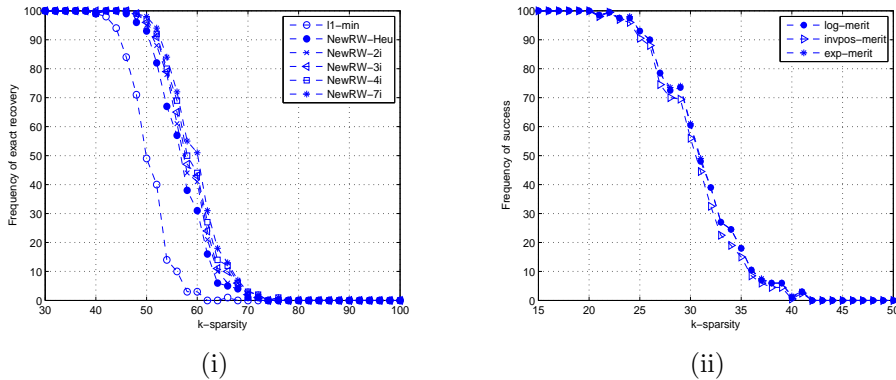 100
90
80
70
60
50
40
30
20
10
0
Frequency of exact recovery
30
40
50
60
70
80
90
100
k−sparsity
l1−min
NewRW−Heu
NewRW−2i
NewRW−3i
NewRW−4i
NewRW−7i
(i)
100
90
80
70
60
50
40
30
20
10
0
Frequency of success
15
20
25
30
35
40
45
50
k−sparsity
log−merit
invpos−merit
exp−merit
(ii)